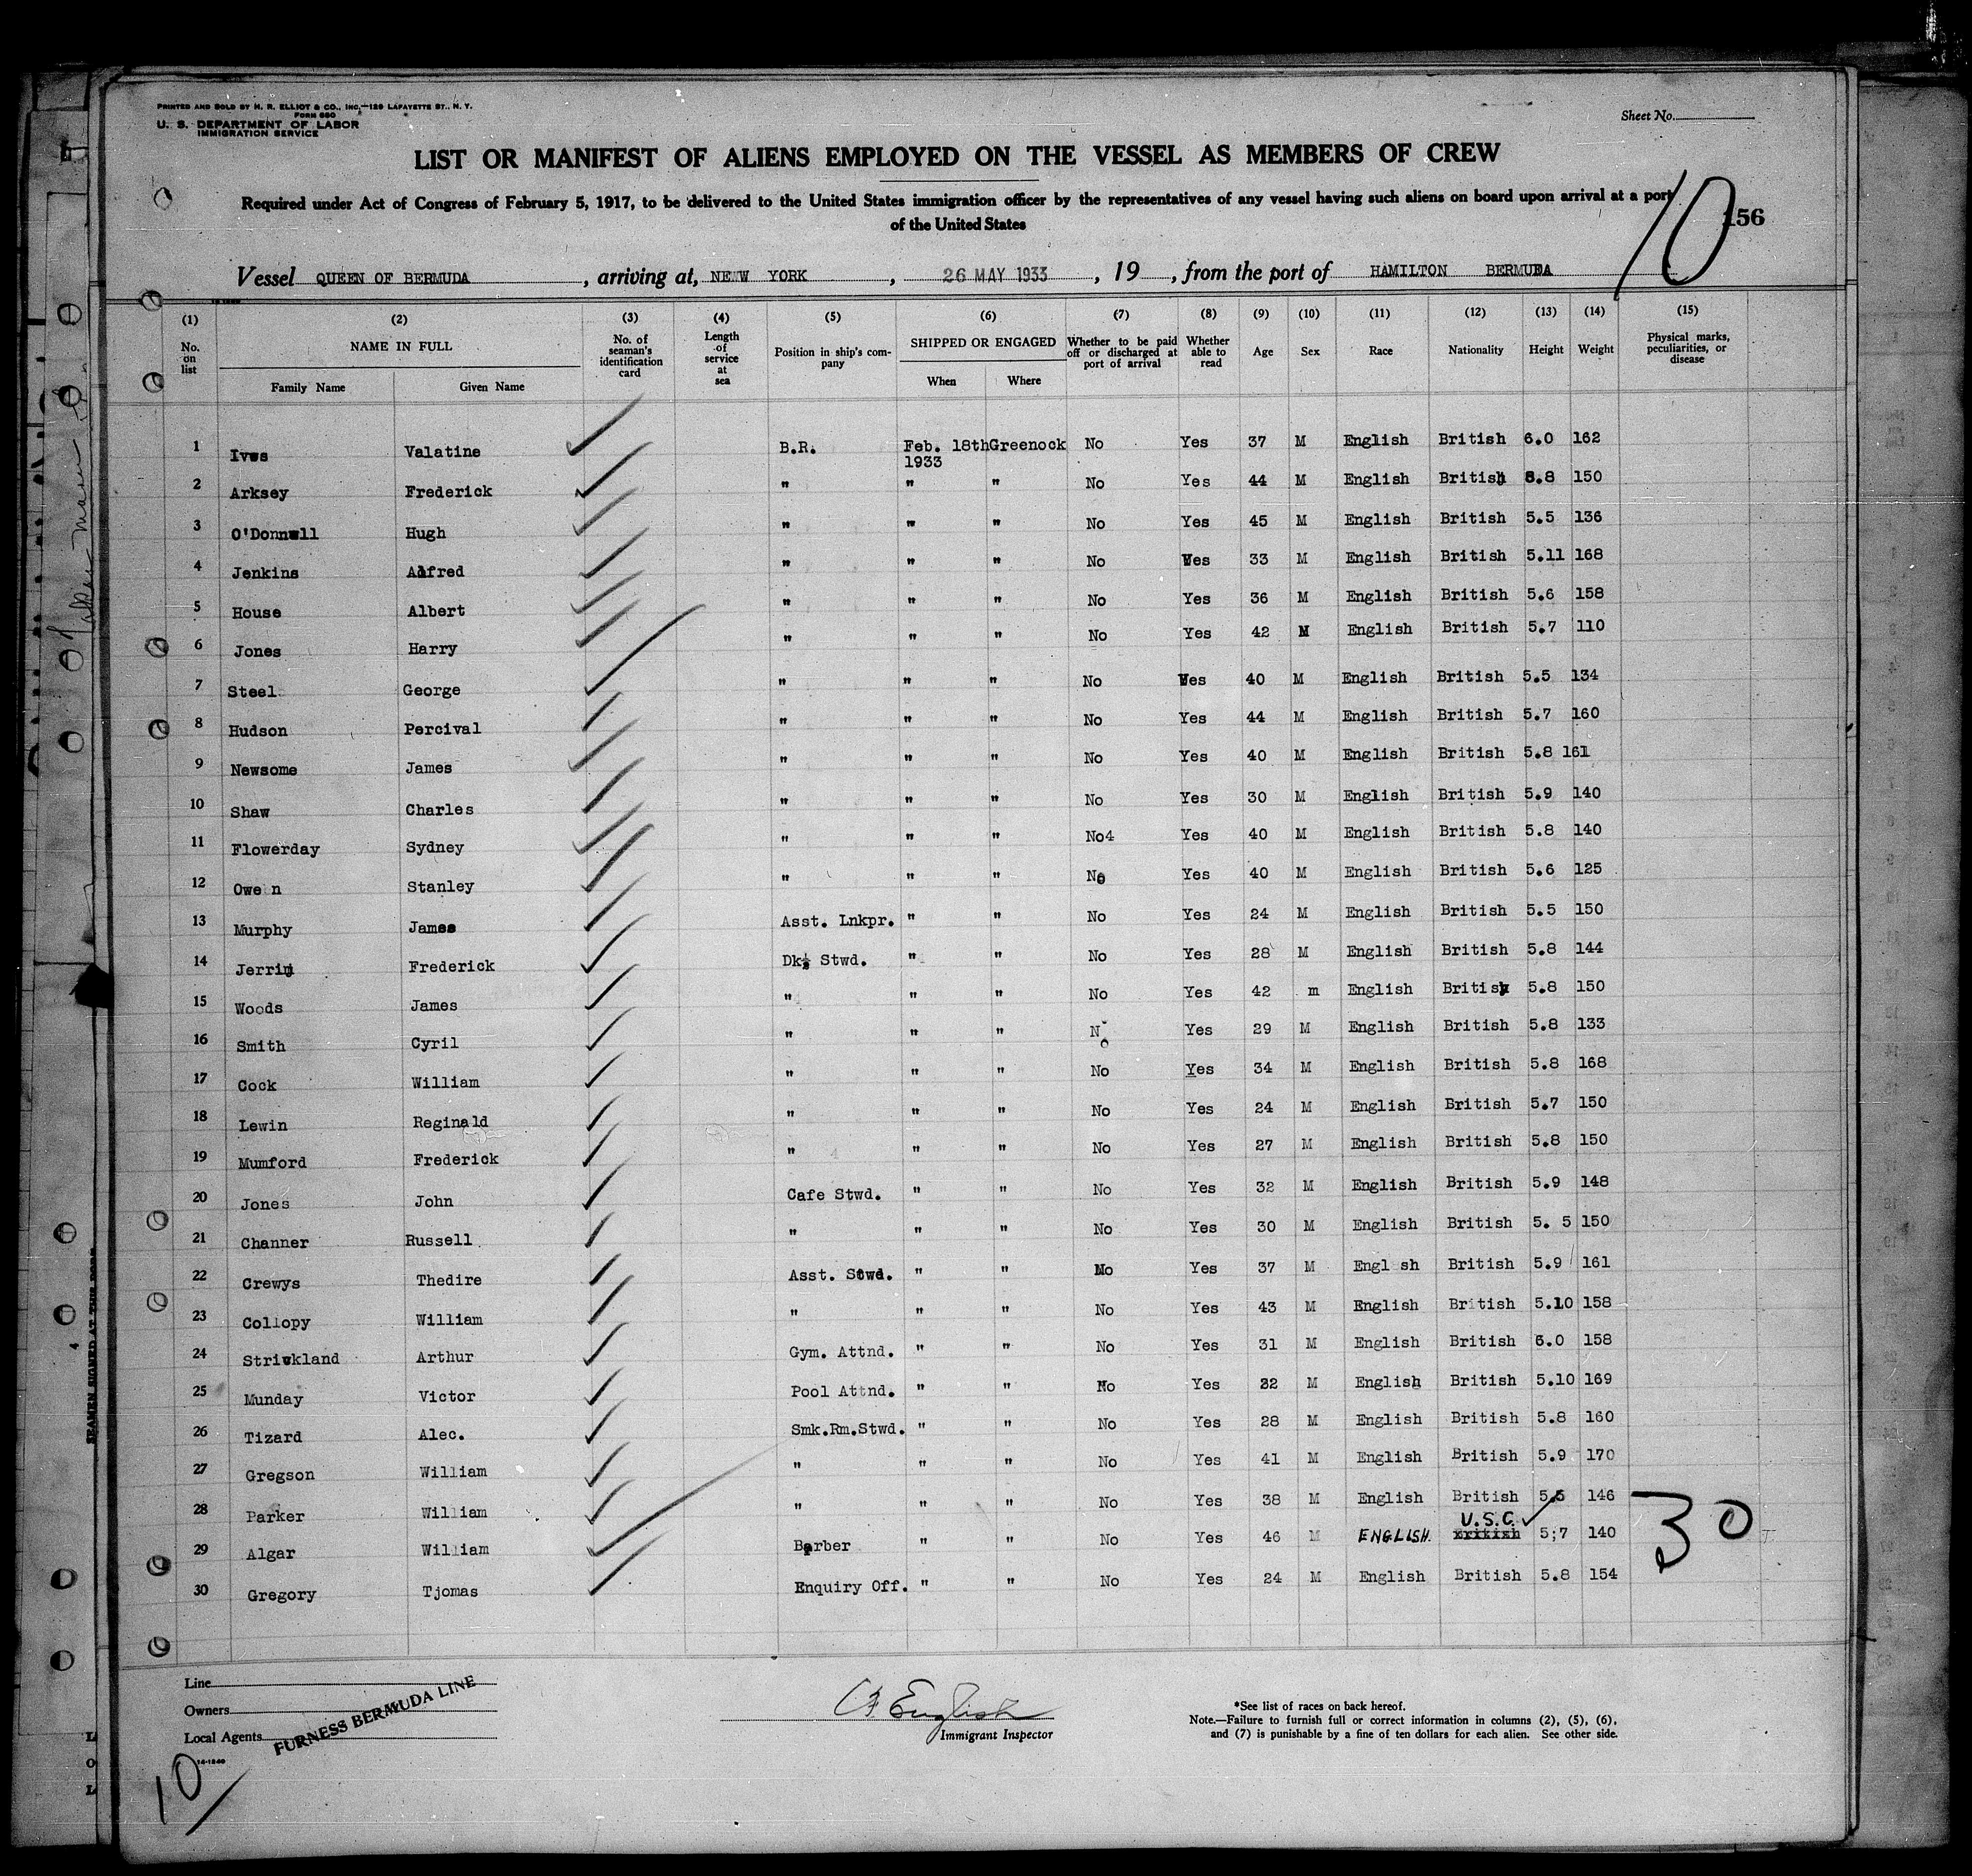 PRINTED AND SOLD BY H. R. ELLIOT & CO., INC.—129 LAFAYETTE ST., N. Y.
FORM 680
U. S. DEPARTMENT OF LABOR
IMMIGRATION SERVICE
Sheet No.
LIST OR MANIFEST OF ALIENS EMPLOYED ON THE VESSEL AS MEMBERS OF CREW
Required under Act of Congress of February 5, 1917, to be delivered to the United States immigration officer by the representatives of any vessel having such aliens on board upon arrival at a port
of the United States
10
156
Vessel QUEEN OF BERMUDA, arriving at, NEW YORK, 26 MAY 1933, 19, from the port of HAMILTON BERMUDA
(1) (2) (3) (4) (5) (6) (7) (8) (9) (10) (11) (12) (13) (14) (15)
No. on list NAME IN FULL Family Name Given Name No. of seaman's identification card Length of service at sea Position in ship's company SHIPPED OR ENGAGED When Where Whether to be paid off or discharged at port of arrival Whether able to read Age Sex Race Nationality Height Weight Physical marks, peculiarities, or disease
1 Ives Valatine B.R. Feb. 18th 1933 Greenock No Yes 37 M English British 6.0 162
2 Arksey Frederick " " " No Yes 44 M English British 5.8 150
3 O'Donnell Hugh " " " No Yes 45 M English British 5.5 136
4 Jenkins Alfred " " " No Yes 33 M English British 5.11 168
5 House Albert " " " No Yes 36 M English British 5.6 158
6 Jones Harry " " " No Yes 42 M English British 5.7 110
7 Steel George " " " No Yes 40 M English British 5.5 134
8 Hudson Percival " " " No Yes 44 M English British 5.7 160
9 Newsome James " " " No Yes 40 M English British 5.8 161
10 Shaw Charles " " " No Yes 30 M English British 5.9 140
11 Flowerday Sydney " " " No4 Yes 40 M English British 5.8 140
12 Owe n Stanley " " " No Yes 40 M English British 5.6 125
13 Murphy James Asst. Lnkpr. " " No Yes 24 M English British 5.5 150
14 Jerrim Frederick Dk. Stwd. " " No Yes 28 M English British 5.8 144
15 Woods James " " " No Yes 42 m English British 5.8 150
16 Smith Cyril " " " No Yes 29 M English British 5.8 133
17 Cock William " " " No Yes 34 M English British 5.8 168
18 Lewin Reginald " " " No Yes 24 M English British 5.7 150
19 Mumford Frederick " " " No Yes 27 M English British 5.8 150
20 Jones John Cafe Stwd. " " No Yes 32 M English British 5.9 148
21 Channer Russell " " " No Yes 30 M English British 5. 5 150
22 Crewys Thedire Asst. Stwd. " " No Yes 37 M Engl sh British 5.9 161
23 Collopy William " " " No Yes 43 M English British 5.10 158
24 Strickland Arthur Gym. Attnd. " " No Yes 31 M English British 6.0 158
25 Munday Victor Pool Attnd. " " No Yes 32 M English British 5.10 169
26 Tizard Alec. Smk.Rm.Stwd. " " No Yes 28 M English British 5.8 160
27 Gregson William " " " No Yes 41 M English British 5.9 170
28 Parker William " " " No Yes 38 M English British 5.5 146
29 Algar William Barber " " No Yes 46 M ENGLISH. British U.S.C. 5;7 140
30 Gregory Tjomas Enquiry Off. " " No Yes 24 M English British 5.8 154
30
Line
Owners
Local Agents
FURNESS BERMUDA LINE
14-1240
English
Immigrant Inspector
*See list of races on back hereof.
Note.—Failure to furnish full or correct information in columns (2), (5), (6),
and (7) is punishable by a fine of ten dollars for each alien. See other side.
10